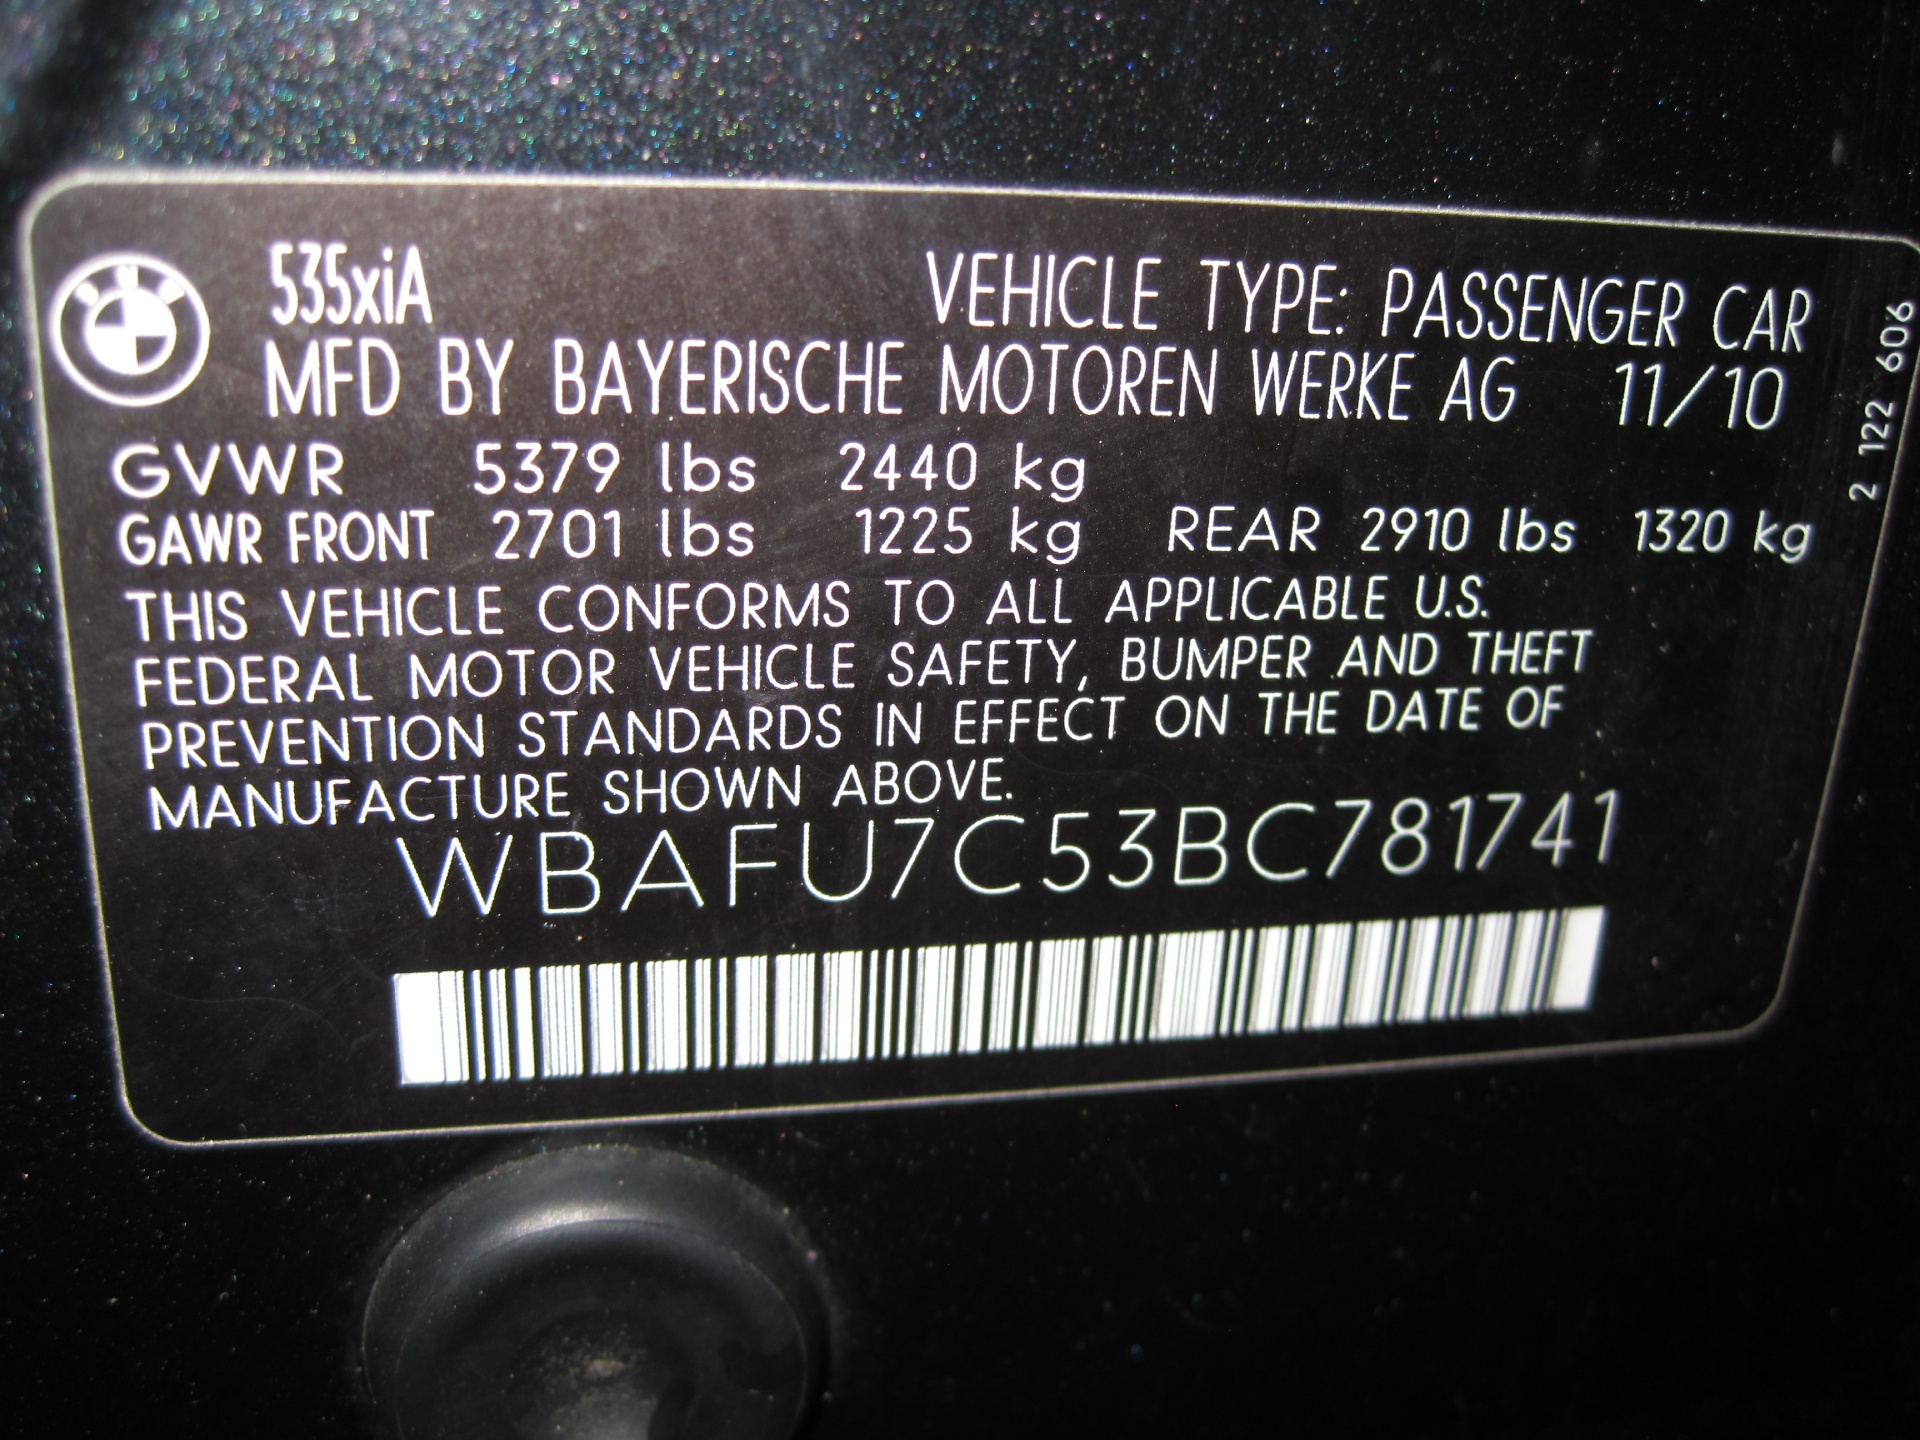 535xiA VEHICLE TYPE: PASSENGER CAR
MFD BY BAYERISCHE MOTOREN WERKE AG 11/10
GVWR 5379 lbs 2440 kg
GAWR FRONT 2701 lbs 1225 kg REAR 2910 lbs 1320 kg
THIS VEHICLE CONFORMS TO ALL APPLICABLE U.S.
FEDERAL MOTOR VEHICLE SAFETY, BUMPER AND THEFT
PREVENTION STANDARDS IN EFFECT ON THE DATE OF
MANUFACTURE SHOWN ABOVE.
WBAFU7C53BC781741
2 122 606